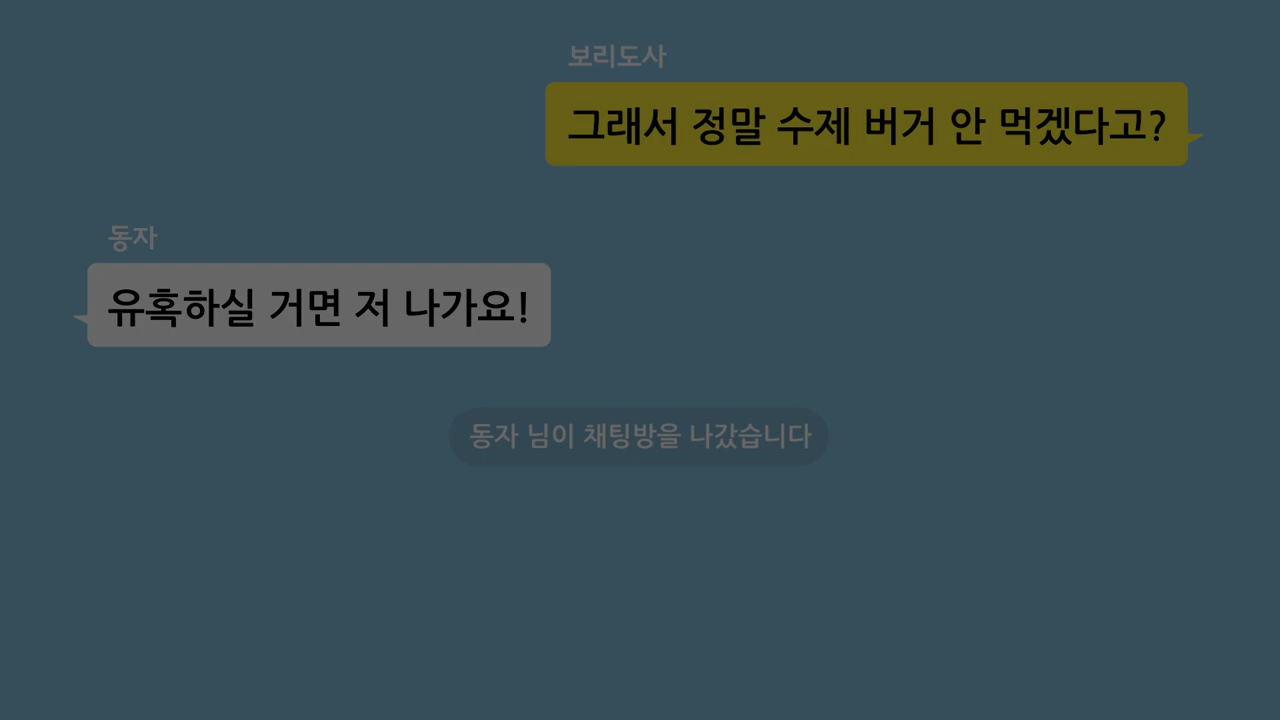 보리도사
그래서 정말 수제 버거 안 먹겠다고?
동자
유혹하실 거면 저 나가요!
동자 님이 채팅방을 나갔습니다